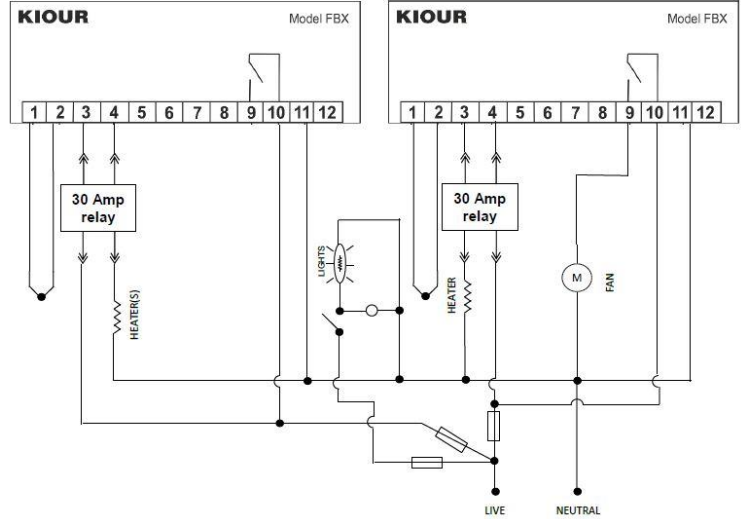 KIOUR Model FBX
KIOUR Model FBX
1 2 3 4 5 6 7 8 9 10 11 12
1 2 3 4 5 6 7 8 9 10 11 12
30 Amp
relay
30 Amp
relay
LIGHTS
HEATER(S)
HEATER
M
FAN
LIVE
NEUTRAL